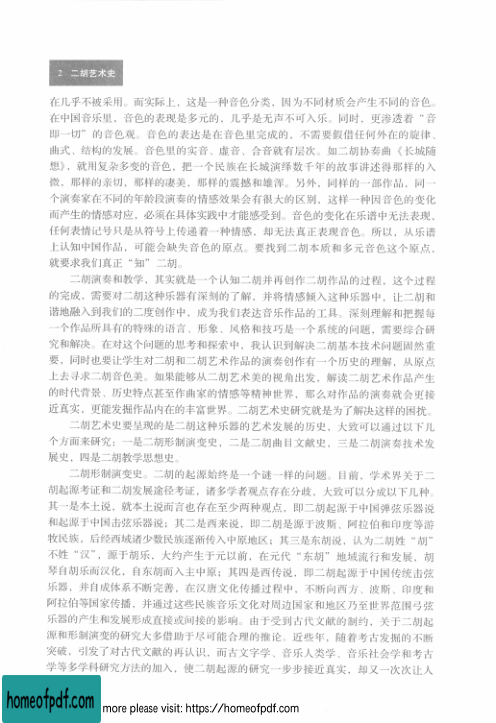 2 二胡艺术史
在几乎不被采用。而实际上，这是一种音色分类，因为不同材质会产生不同的音色。
在中国音乐里，音色的表现是多元的，几乎是无声不可入乐。同时，更渗透着“音
即一切”的音色观。音色的表达是在音色里完成的，不需要假借任何外在的旋律、
曲式、结构的发展。音色里的实音、虚音、合音就有层次。如二胡协奏曲《长城随
想》，就用复杂多变的音色，把一个民族在长城演绎数千年的故事讲述得那样的入
微，那样的亲切，那样的凄美，那样的震撼和雄浑。另外，同样的一部作品，同一
个演奏家在不同的年龄段演奏的情感效果会有很大的区别，这样一种因音色的变化
而产生的情感对应，必须在具体实践中才能感受到。音色的变化在乐谱中无法表现，
任何表情记号只是从符号上传递着一种情感，却无法真正表现音色。所以，从乐谱
上认知中国作品，可能会缺失音色的原点。要找到二胡本质和多元音色这个原点，
就要求我们真正“知”二胡。
二胡演奏和教学，其实就是一个认知二胡并再创作二胡作品的过程，这个过程
的完成，需要对二胡这种乐器有深刻的了解，并将情感倾入这种乐器中，让二胡和
谐地融入到我们的二度创作中，成为我们表达音乐作品的工具。深刻理解和把握每
一个作品所具有的特殊的语言、形象、风格和技巧是一个系统的问题，需要综合研
究和解决。在对这个问题的思考和探索中，我认识到解决二胡基本技术问题固然重
要，同时也要让学生对二胡和二胡艺术作品的演奏创作有一个历史的理解，从原点
上去寻求二胡音色美。如果能够从二胡艺术美的视角出发，解读二胡艺术作品产生
的时代背景、历史特点甚至作曲家的情感等精神世界，那么对作品的演奏就会更接
近真实，更能发掘作品内在的丰富世界。二胡艺术史研究就是为了解决这样的困扰。
二胡艺术史要呈现的是二胡这种乐器的艺术发展的历史，大致可以通过以下几
个方面来研究：一是二胡形制演变史，二是二胡曲目文献史，三是二胡演奏技术发
展史，四是二胡教学思想史。
二胡形制演变史。二胡的起源始终是一个谜一样的问题。目前，学术界关于二
胡起源考证和二胡发展途径考证，诸多学者观点存在分歧，大致可以分成以下几种。
其一是本土说，就本土说而言也存在至少两种观点，即二胡起源于中国弹弦乐器说
和起源于中国击弦乐器说；其二是西来说，即二胡是源于波斯、阿拉伯和印度等游
牧民族，后经西域诸少数民族逐渐传入中原地区；其三是东胡说，认为二胡姓“胡”
不姓“汉”，源于胡乐，大约产生于元以前，在元代“东胡”地域流行和发展，胡
琴自胡乐而汉化，自东胡而入主中原；其四是西传说，即二胡起源于中国传统击弦
乐器，并自成体系不断完善，在汉唐文化传播过程中，不断向西方、波斯、印度和
阿拉伯等国家传播，并通过这些民族音乐文化对周边国家和地区乃至世界范围弓弦
乐器的产生和发展形成直接或间接的影响。由于受到古代文献的制约，关于二胡起
源和形制演变的研究大多借助于尽可能合理的推论。近些年，随着考古发掘的不断
突破，引发了对古代文献的再认识，而古文字学、音乐人类学、音乐社会学和考古
学等多学科研究方法的加入，使二胡起源的研究一步步接近真实，却又一次次让人
homeofpdf.com more please visit: https://homeofpdf.com